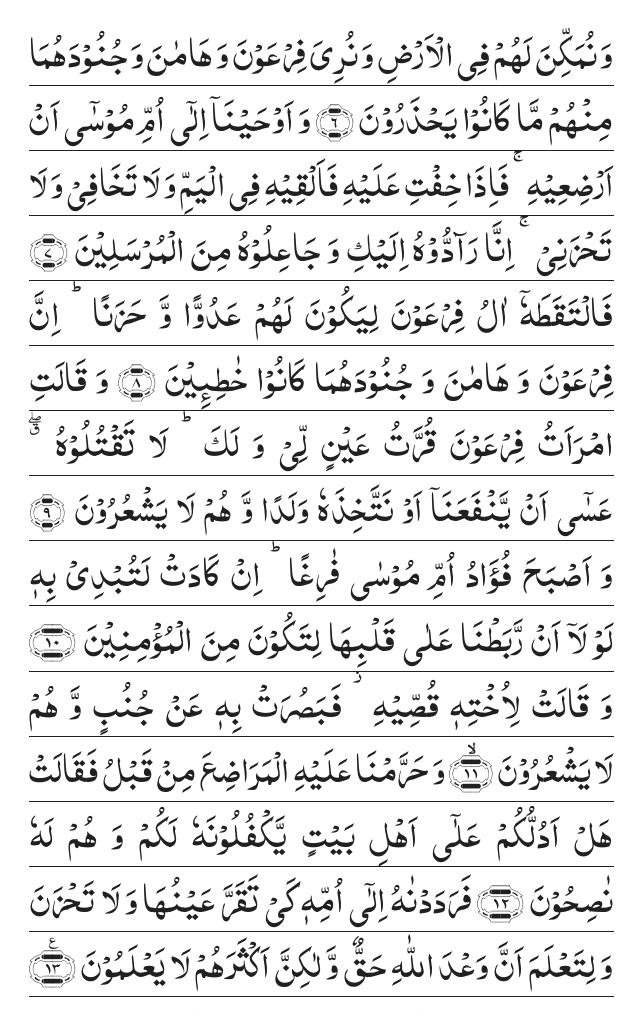 وَنُمَكِّنَ لَهُمْ فِى الْاَرْضِ وَنُرِىَ فِرْعَوْنَ وَهَامٰنَ وَجُنُوْدَهُمَا
مِنْهُمْ مَّا كَانُوْا يَحْذَرُوْنَ ﴿٦﴾ وَ اَوْحَيْنَآ اِلٰٓى اُمِّ مُوْسٰٓى اَنْ
اَرْضِعِيْهِ ۚ فَاِذَا خِفْتِ عَلَيْهِ فَاَلْقِيْهِ فِى الْيَمِّ وَلَا تَخَافِىْ وَلَا
تَحْزَنِىْ ۚ اِنَّا رَآدُّوْهُ اِلَيْكِ وَ جَاعِلُوْهُ مِنَ الْمُرْسَلِيْنَ ﴿٧﴾
فَالْتَقَطَهٗٓ اٰلُ فِرْعَوْنَ لِيَكُوْنَ لَهُمْ عَدُوًّا وَّ حَزَنًا ؕ اِنَّ
فِرْعَوْنَ وَ هَامٰنَ وَ جُنُوْدَهُمَا كَانُوْا خٰطِـِٕيْنَ ﴿٨﴾ وَ قَالَتِ
امْرَاَتُ فِرْعَوْنَ قُرَّتُ عَيْنٍ لِّىْ وَ لَكَ ؕ لَا تَقْتُلُوْهُ ۖۗ
عَسٰٓى اَنْ يَّنْفَعَنَآ اَوْ نَتَّخِذَهٗ وَلَدًا وَّ هُمْ لَا يَشْعُرُوْنَ ﴿٩﴾
وَ اَصْبَحَ فُؤَادُ اُمِّ مُوْسٰى فٰرِغًا ؕ اِنْ كَادَتْ لَتُبْدِىْ بِهٖ
لَوْ لَآ اَنْ رَّبَطْنَا عَلٰى قَلْبِهَا لِتَكُوْنَ مِنَ الْمُؤْمِنِيْنَ ﴿١٠﴾
وَ قَالَتْ لِاُخْتِهٖ قُصِّيْهِ ؗ فَبَصُرَتْ بِهٖ عَنْ جُنُبٍ وَّ هُمْ
لَا يَشْعُرُوْنَ ۙ﴿١١﴾ وَحَرَّمْنَا عَلَيْهِ الْمَرَاضِعَ مِنْ قَبْلُ فَقَالَتْ
هَلْ اَدُلُّكُمْ عَلٰٓى اَهْلِ بَيْتٍ يَّكْفُلُوْنَهٗ لَكُمْ وَ هُمْ لَهٗ
نٰصِحُوْنَ ﴿١٢﴾ فَرَدَدْنٰهُ اِلٰٓى اُمِّهٖ كَىْ تَقَرَّ عَيْنُهَا وَلَا تَحْزَنَ
وَلِتَعْلَمَ اَنَّ وَعْدَ اللّٰهِ حَقٌّ وَّلٰكِنَّ اَكْثَرَهُمْ لَا يَعْلَمُوْنَ ﴿١٣﴾ ع